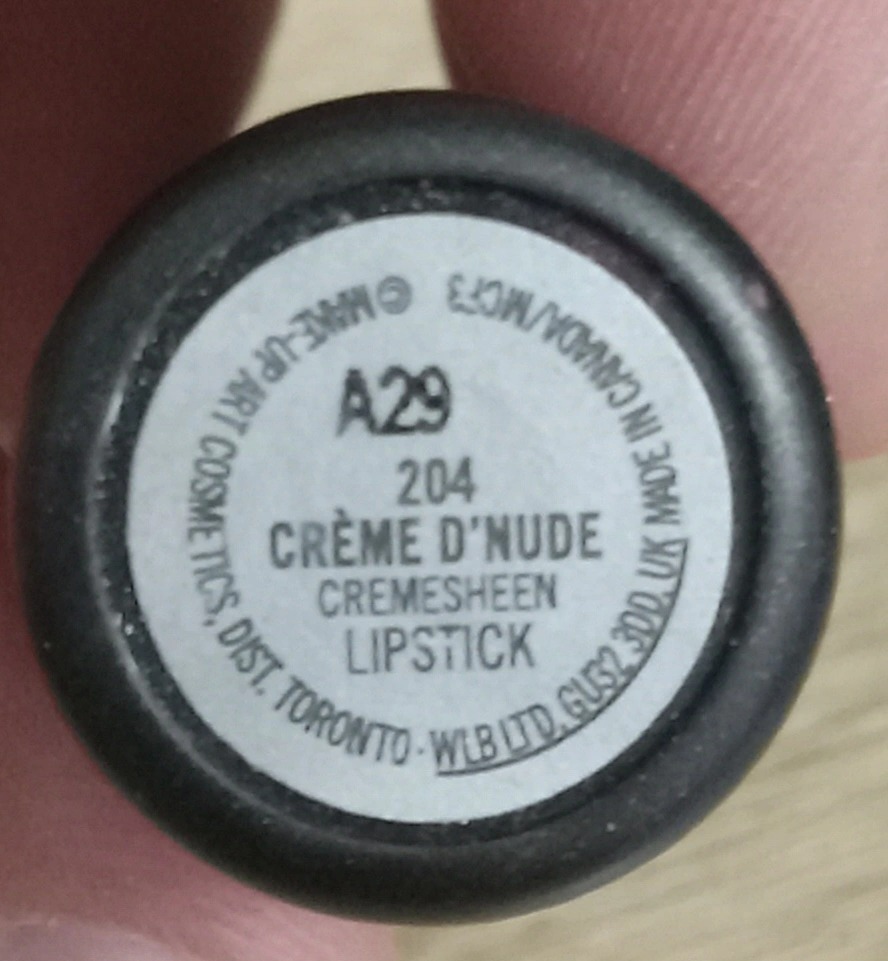 A29
204
CRÈME D'NUDE
CREMESHEEN
LIPSTICK
© MAKE-UP ART COSMETICS, DIST. TORONTO · WLB LTD, GU32 3DD, UK MADE IN CANADA/MCF3